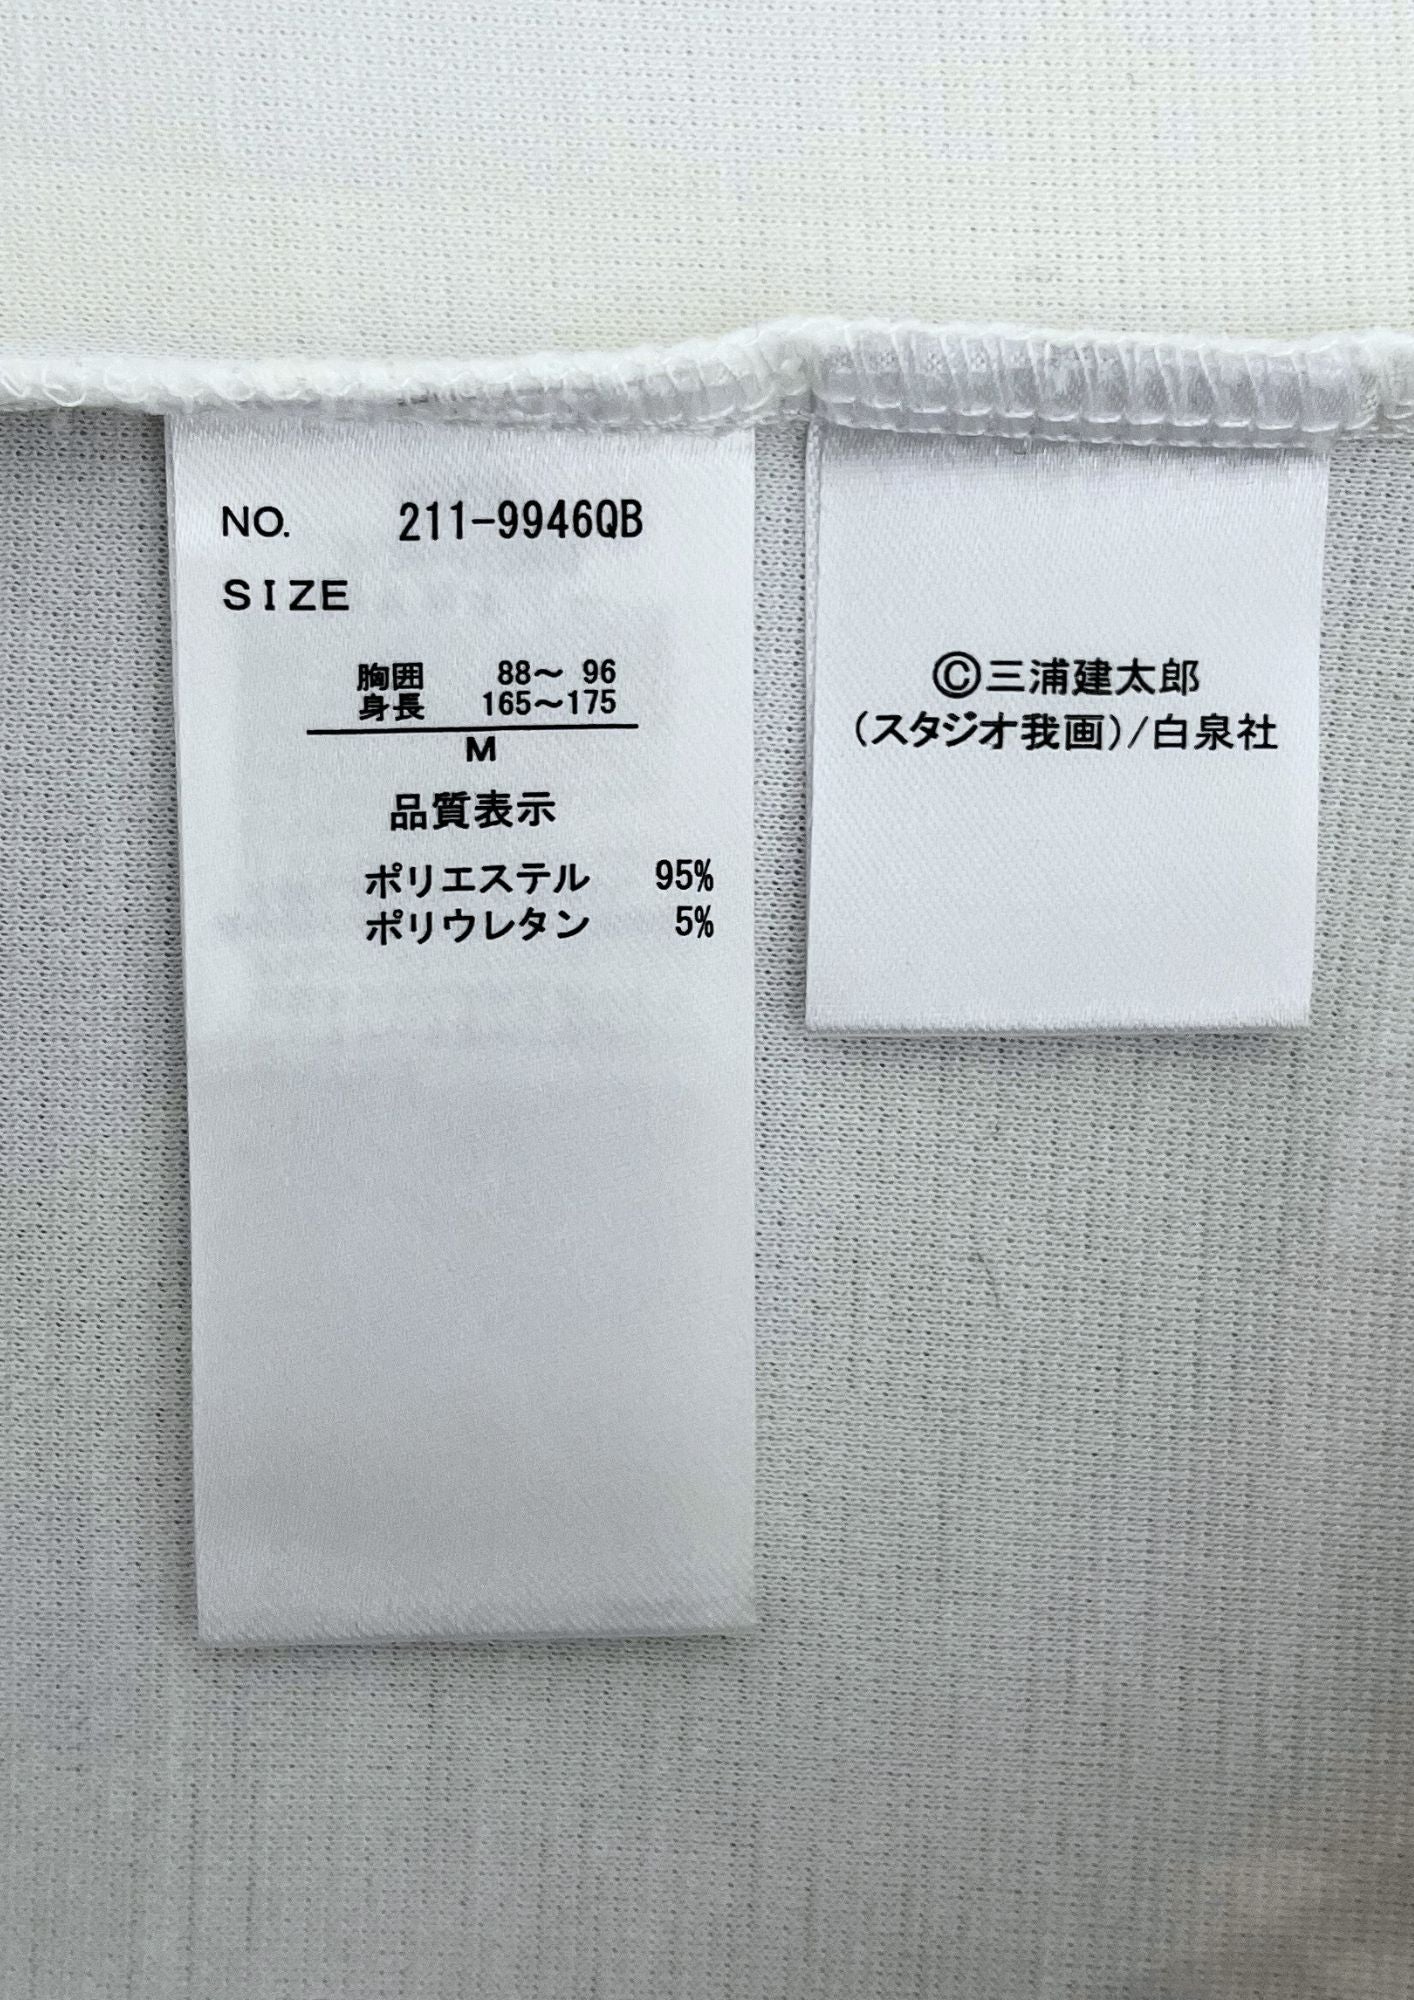 NO. 211-9946QB
SIZE
胸囲 88～ 96
身長 165～175
M
品質表示
ポリエステル 95%
ポリウレタン 5%
Ⓒ三浦建太郎
(スタジオ我画)/白泉社